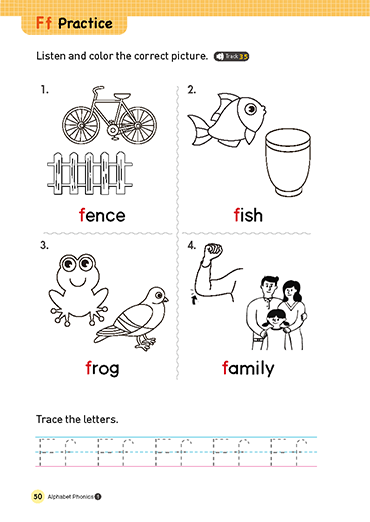 Ff Practice
Listen and color the correct picture. Track 35
1.
2.
fence
fish
3.
4.
frog
family
Trace the letters.
F f F f F f F f F f
50 Alphabet Phonics 1